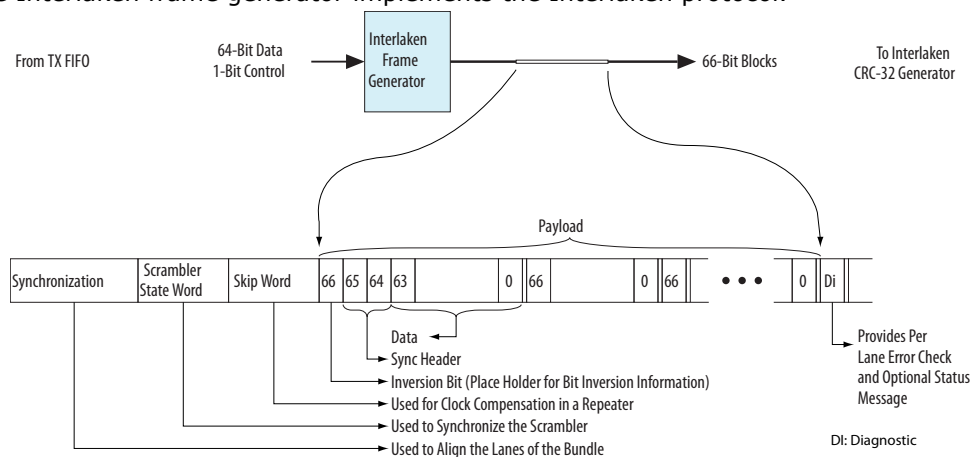 Interlaken frame generator implements the Interlaken protocol.
From TX FIFO
64-Bit Data
1-Bit Control
Interlaken
Frame
Generator
66-Bit Blocks
To Interlaken
CRC-32 Generator
Payload
Synchronization
Scrambler
State Word
Skip Word
66 65 64 63 0 66 0 66 • • • 0 Di
Data
Sync Header
Inversion Bit (Place Holder for Bit Inversion Information)
Used for Clock Compensation in a Repeater
Used to Synchronize the Scrambler
Used to Align the Lanes of the Bundle
Provides Per
Lane Error Check
and Optional Status
Message
DI: Diagnostic